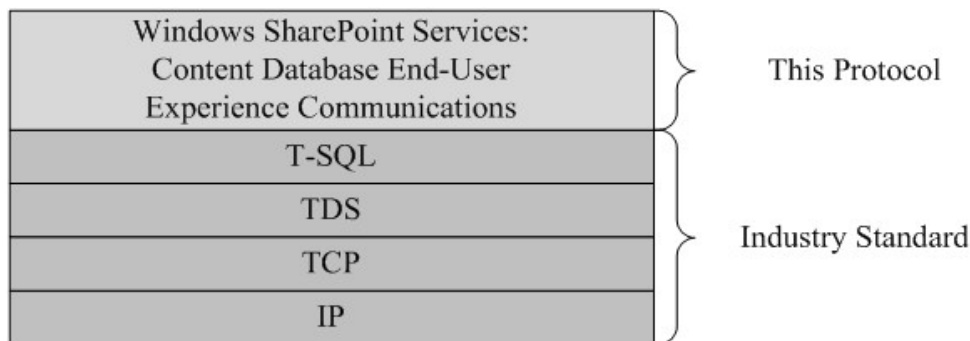 Windows SharePoint Services:
Content Database End-User
Experience Communications
This Protocol
T-SQL
TDS
TCP
IP
Industry Standard